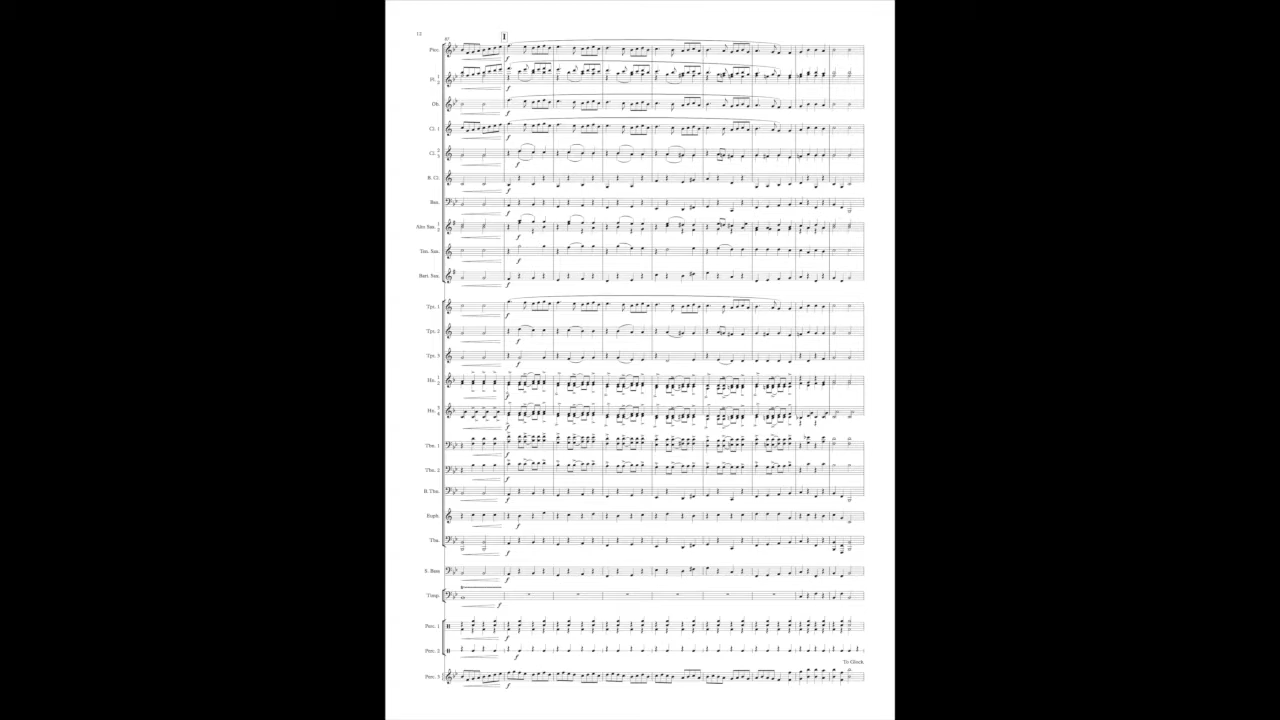 12
87
I
Picc.
Fl. 1 2
Ob.
Cl. 1
Cl. 2 3
B. Cl.
Bsn.
Alto Sax. 1 2
Ten. Sax.
Bari. Sax.
Tpt. 1
Tpt. 2
Tpt. 3
Hn. 1 2
Hn. 3 4
Tbn. 1
Tbn. 2
B. Tbn.
Euph.
Tba.
S. Bass
Timp.
Perc. 1
Perc. 2
To Glock.
Perc. 3